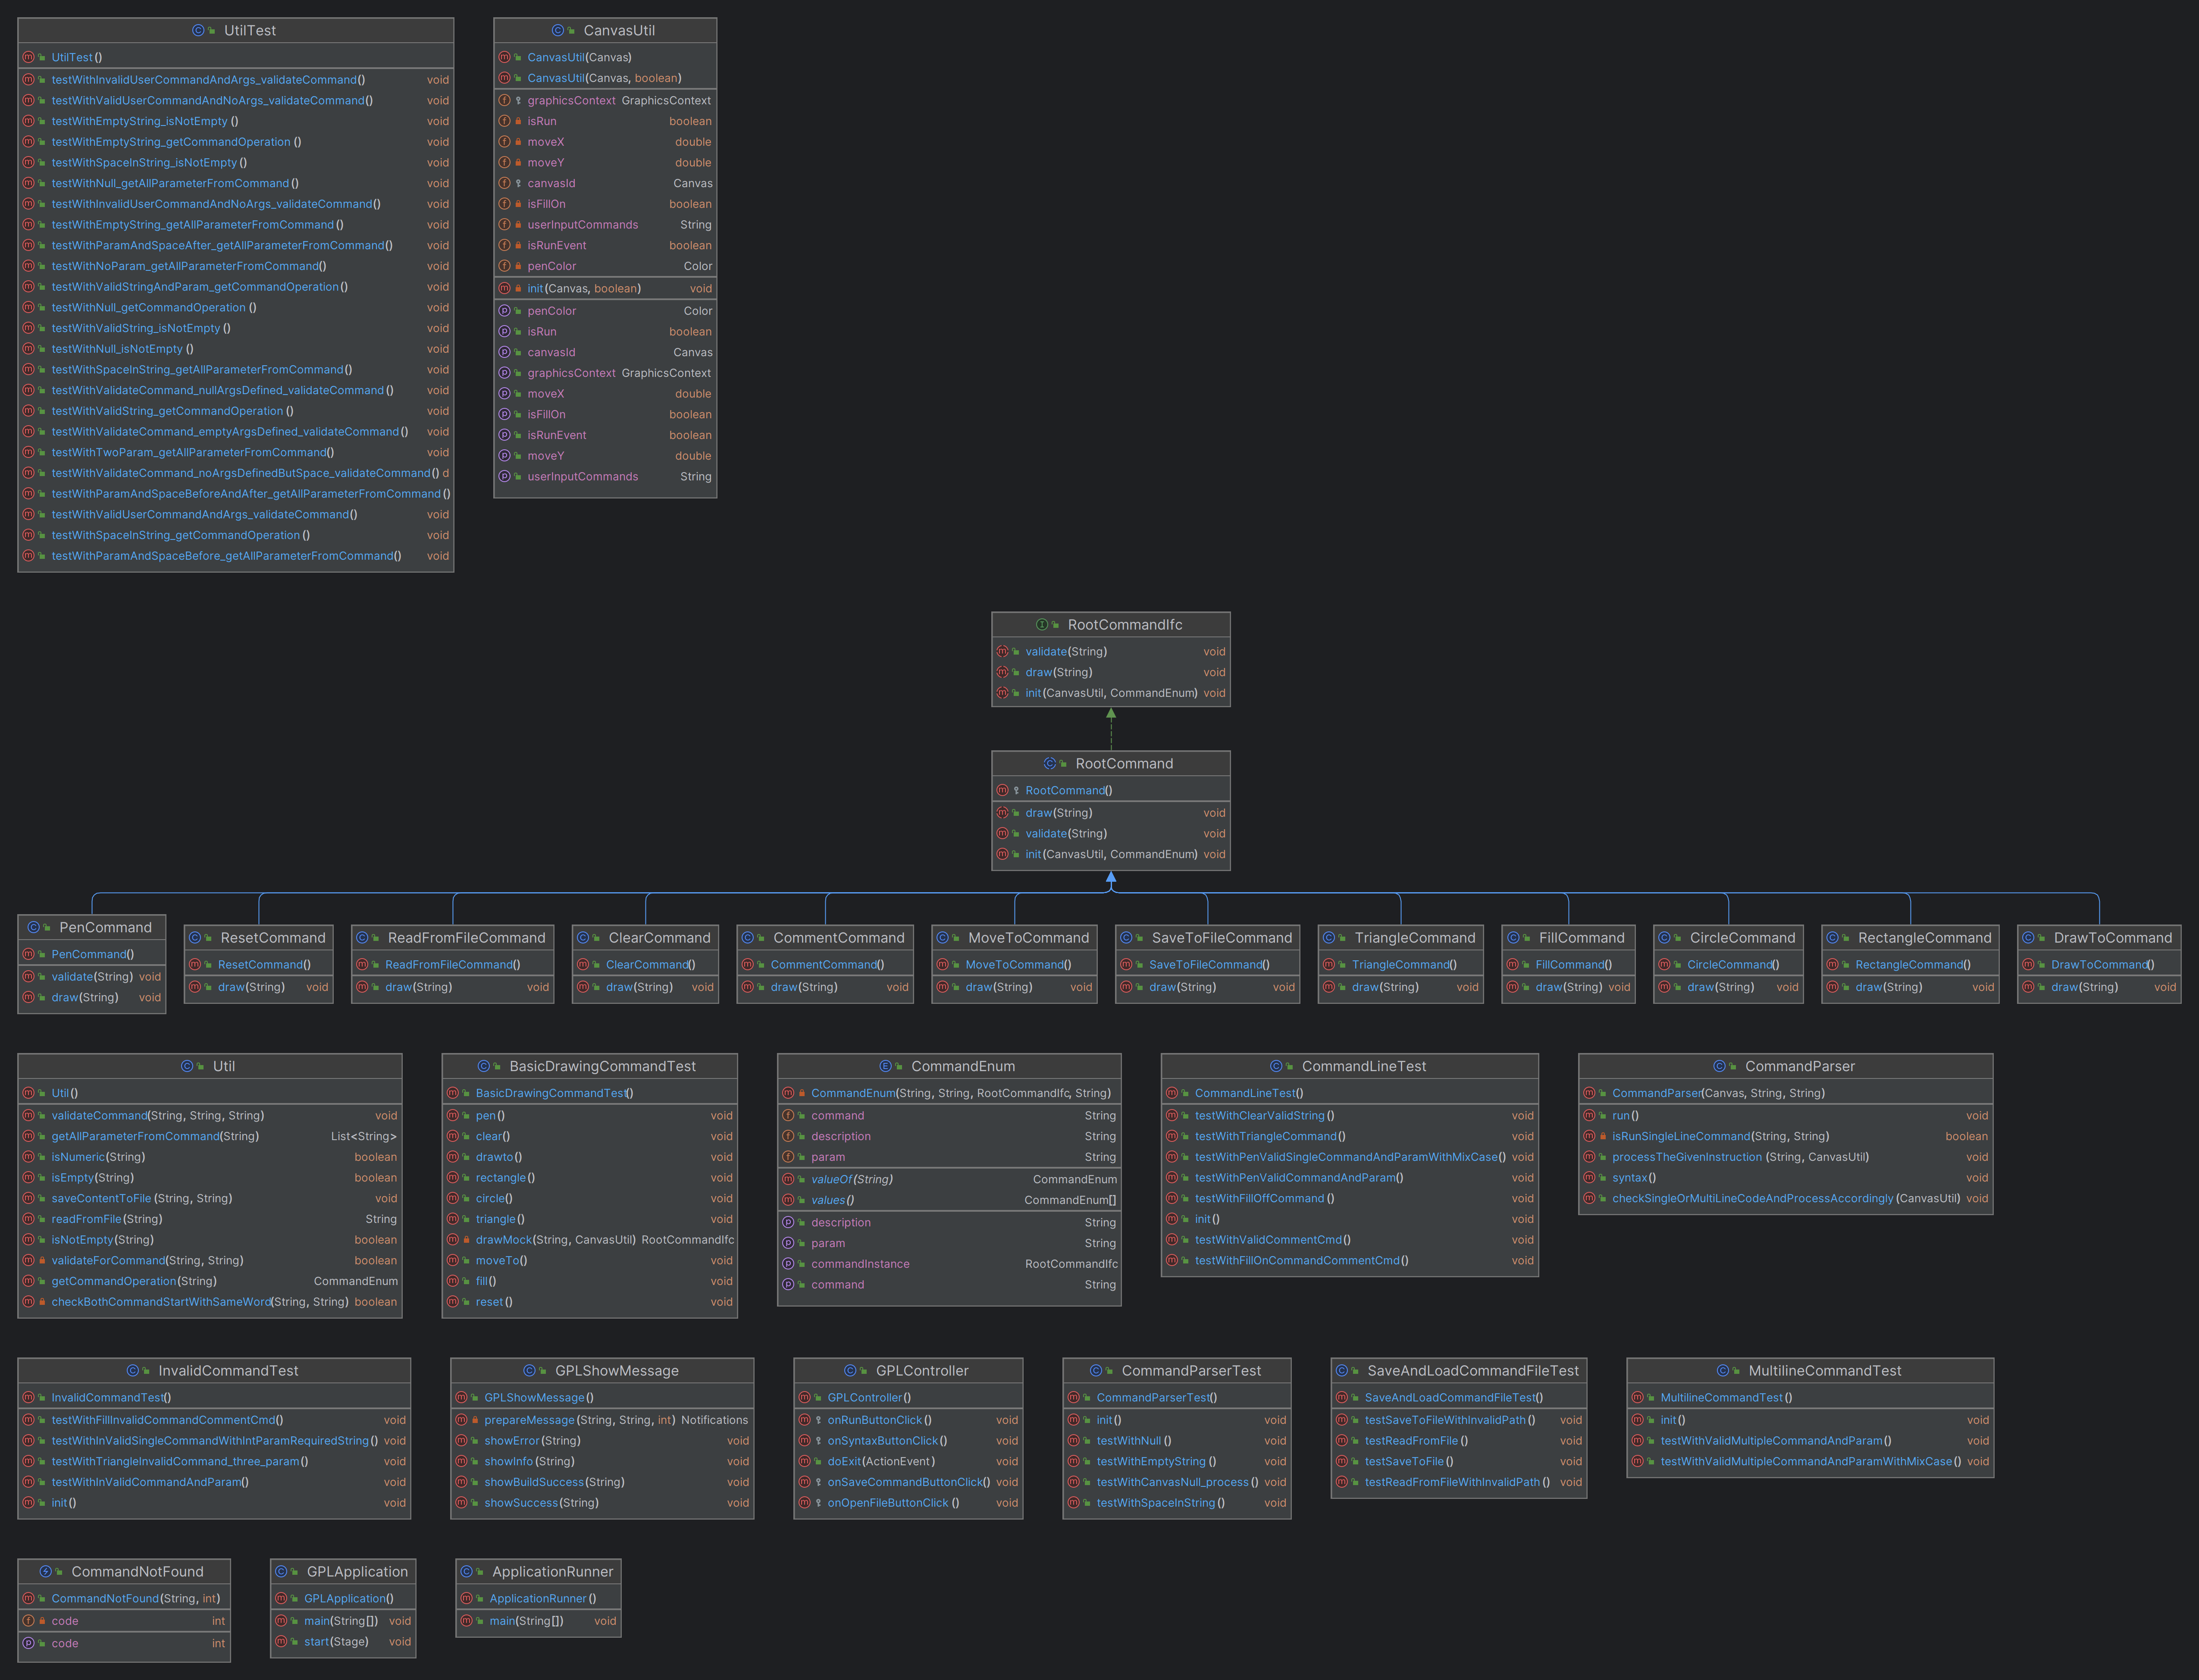 UtilTest
UtilTest()
testWithInvalidUserCommandAndArgs_validateCommand() void
testWithValidUserCommandAndNoArgs_validateCommand() void
testWithEmptyString_isNotEmpty () void
testWithEmptyString_getCommandOperation () void
testWithSpaceInString_isNotEmpty () void
testWithNull_getAllParameterFromCommand () void
testWithInvalidUserCommandAndNoArgs_validateCommand() void
testWithEmptyString_getAllParameterFromCommand () void
testWithParamAndSpaceAfter_getAllParameterFromCommand() void
testWithNoParam_getAllParameterFromCommand() void
testWithValidStringAndParam_getCommandOperation () void
testWithNull_getCommandOperation () void
testWithValidString_isNotEmpty () void
testWithNull_isNotEmpty () void
testWithSpaceInString_getAllParameterFromCommand () void
testWithValidateCommand_nullArgsDefined_validateCommand () void
testWithValidString_getCommandOperation () void
testWithValidateCommand_emptyArgsDefined_validateCommand () void
testWithTwoParam_getAllParameterFromCommand() void
testWithValidateCommand_noArgsDefinedButSpace_validateCommand() d
testWithParamAndSpaceBeforeAndAfter_getAllParameterFromCommand ()
testWithValidUserCommandAndArgs_validateCommand() void
testWithSpaceInString_getCommandOperation () void
testWithParamAndSpaceBefore_getAllParameterFromCommand() void
CanvasUtil
CanvasUtil(Canvas)
CanvasUtil(Canvas, boolean)
graphicsContext GraphicsContext
isRun boolean
moveX double
moveY double
canvasId Canvas
isFillOn boolean
userInputCommands String
isRunEvent boolean
penColor Color
init(Canvas, boolean) void
penColor Color
isRun boolean
canvasId Canvas
graphicsContext GraphicsContext
moveX double
isFillOn boolean
isRunEvent boolean
moveY double
userInputCommands String
RootCommandIfc
validate(String) void
draw(String) void
init(CanvasUtil, CommandEnum) void
RootCommand
RootCommand()
draw(String) void
validate(String) void
init(CanvasUtil, CommandEnum) void
PenCommand
PenCommand()
validate(String) void
draw(String) void
ResetCommand
ResetCommand()
draw(String) void
ReadFromFileCommand
ReadFromFileCommand()
draw(String) void
ClearCommand
ClearCommand()
draw(String) void
CommentCommand
CommentCommand()
draw(String) void
MoveToCommand
MoveToCommand()
draw(String) void
SaveToFileCommand
SaveToFileCommand()
draw(String) void
TriangleCommand
TriangleCommand()
draw(String) void
FillCommand
FillCommand()
draw(String) void
CircleCommand
CircleCommand()
draw(String) void
RectangleCommand
RectangleCommand()
draw(String) void
DrawToCommand
DrawToCommand()
draw(String) void
Util
Util()
validateCommand(String, String, String) void
getAllParameterFromCommand(String) List<String>
isNumeric(String) boolean
isEmpty(String) boolean
saveContentToFile (String, String) void
readFromFile(String) String
isNotEmpty(String) boolean
validateForCommand(String, String) boolean
getCommandOperation(String) CommandEnum
checkBothCommandStartWithSameWord(String, String) boolean
BasicDrawingCommandTest
BasicDrawingCommandTest()
pen() void
clear() void
drawto() void
rectangle() void
circle() void
triangle() void
drawMock(String, CanvasUtil) RootCommandIfc
moveTo() void
fill() void
reset() void
CommandEnum
CommandEnum(String, String, RootCommandIfc, String)
command String
description String
param String
valueOf(String) CommandEnum
values() CommandEnum[]
description String
param String
commandInstance RootCommandIfc
command String
CommandLineTest
CommandLineTest()
testWithClearValidString() void
testWithTriangleCommand() void
testWithPenValidSingleCommandAndParamWithMixCase() void
testWithPenValidCommandAndParam() void
testWithFillOffCommand () void
init() void
testWithValidCommentCmd() void
testWithFillOnCommandCommentCmd() void
CommandParser
CommandParser(Canvas, String, String)
run() void
isRunSingleLineCommand(String, String) boolean
processTheGivenInstruction (String, CanvasUtil) void
syntax() void
checkSingleOrMultiLineCodeAndProcessAccordingly (CanvasUtil) void
InvalidCommandTest
InvalidCommandTest()
testWithFillInvalidCommandCommentCmd() void
testWithInValidSingleCommandWithIntParamRequiredString() void
testWithTriangleInvalidCommand_three_param() void
testWithInValidCommandAndParam() void
init() void
GPLShowMessage
GPLShowMessage()
prepareMessage (String, String, int) Notifications
showError(String) void
showInfo (String) void
showBuildSuccess(String) void
showSuccess(String) void
GPLController
GPLController()
onRunButtonClick () void
onSyntaxButtonClick() void
doExit(ActionEvent) void
onSaveCommandButtonClick() void
onOpenFileButtonClick () void
CommandParserTest
CommandParserTest()
init() void
testWithNull () void
testWithEmptyString () void
testWithCanvasNull_process () void
testWithSpaceInString() void
SaveAndLoadCommandFileTest
SaveAndLoadCommandFileTest()
testSaveToFileWithInvalidPath () void
testReadFromFile () void
testSaveToFile() void
testReadFromFileWithInvalidPath () void
MultilineCommandTest
MultilineCommandTest ()
init() void
testWithValidMultipleCommandAndParam() void
testWithValidMultipleCommandAndParamWithMixCase() void
CommandNotFound
CommandNotFound(String, int)
code int
code int
GPLApplication
GPLApplication()
main(String[]) void
start(Stage) void
ApplicationRunner
ApplicationRunner ()
main(String[]) void